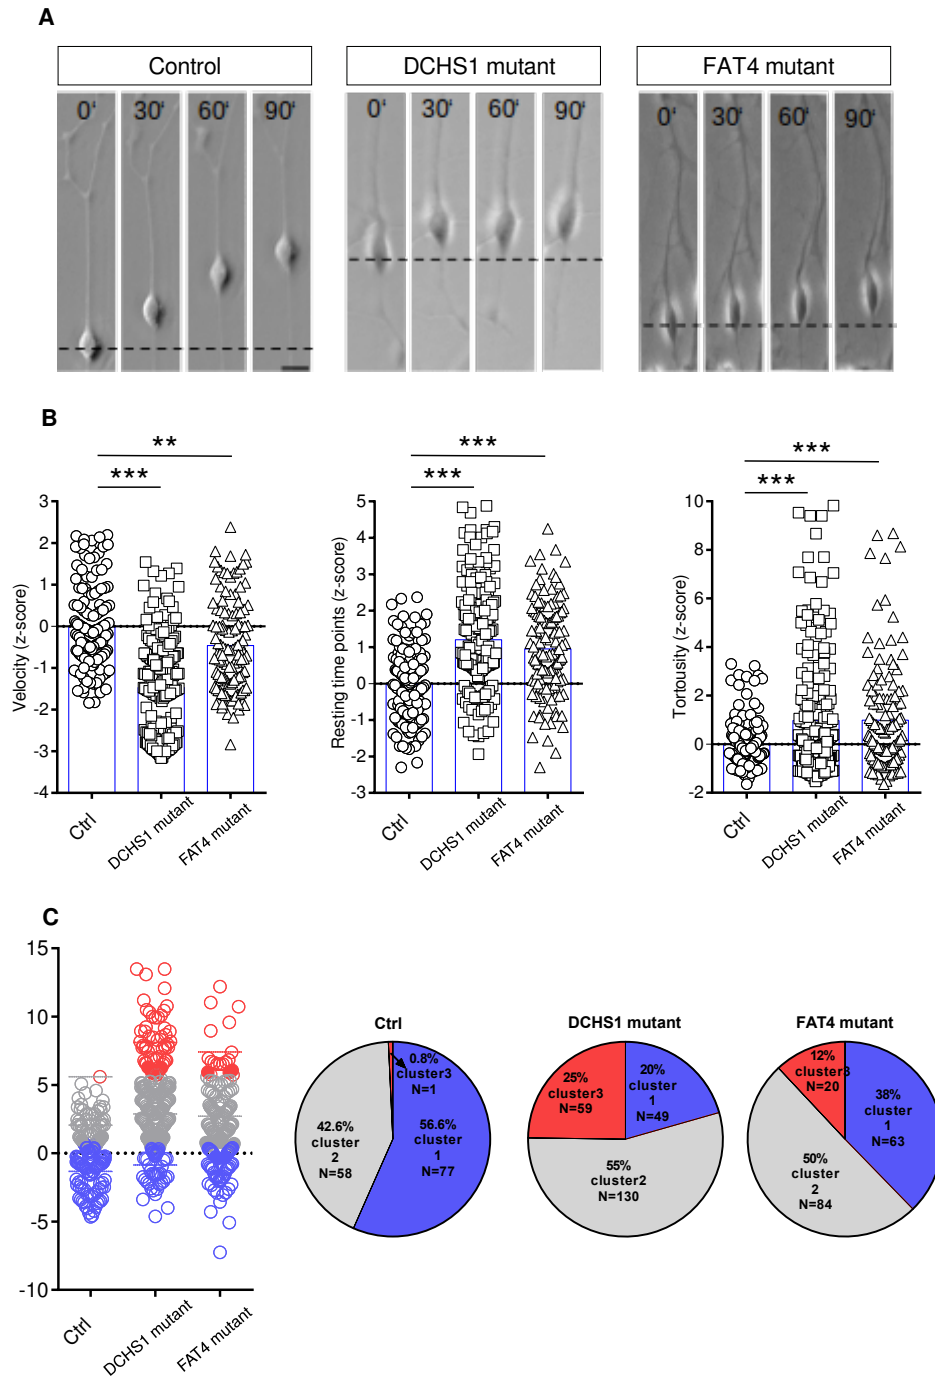 A
Control
DCHS1 mutant
FAT4 mutant
0‘ 30‘ 60‘ 90‘
0‘ 30‘ 60‘ 90‘
0‘ 30‘ 60‘ 90‘
B
**
***
***
***
***
***
Velocity (z-score)
3
2
1
0
-1
-2
-3
-4
Ctrl
DCHS1 mutant
FAT4 mutant
Resting time points (z-score)
5
4
3
2
1
0
-1
-2
-3
Ctrl
DCHS1 mutant
FAT4 mutant
Tortousity (z-score)
10
8
6
4
2
0
-2
Ctrl
DCHS1 mutant
FAT4 mutant
C
15
10
5
0
-5
-10
Ctrl
DCHS1 mutant
FAT4 mutant
Ctrl
0.8%
cluster3
N=1
42.6%
cluster
2
N=58
56.6%
cluster
1
N=77
DCHS1 mutant
25%
cluster3
N=59
20%
cluster
1
N=49
55%
cluster2
N=130
FAT4 mutant
12%
cluster3
N=20
38%
cluster
1
N=63
50%
cluster
2
N=84